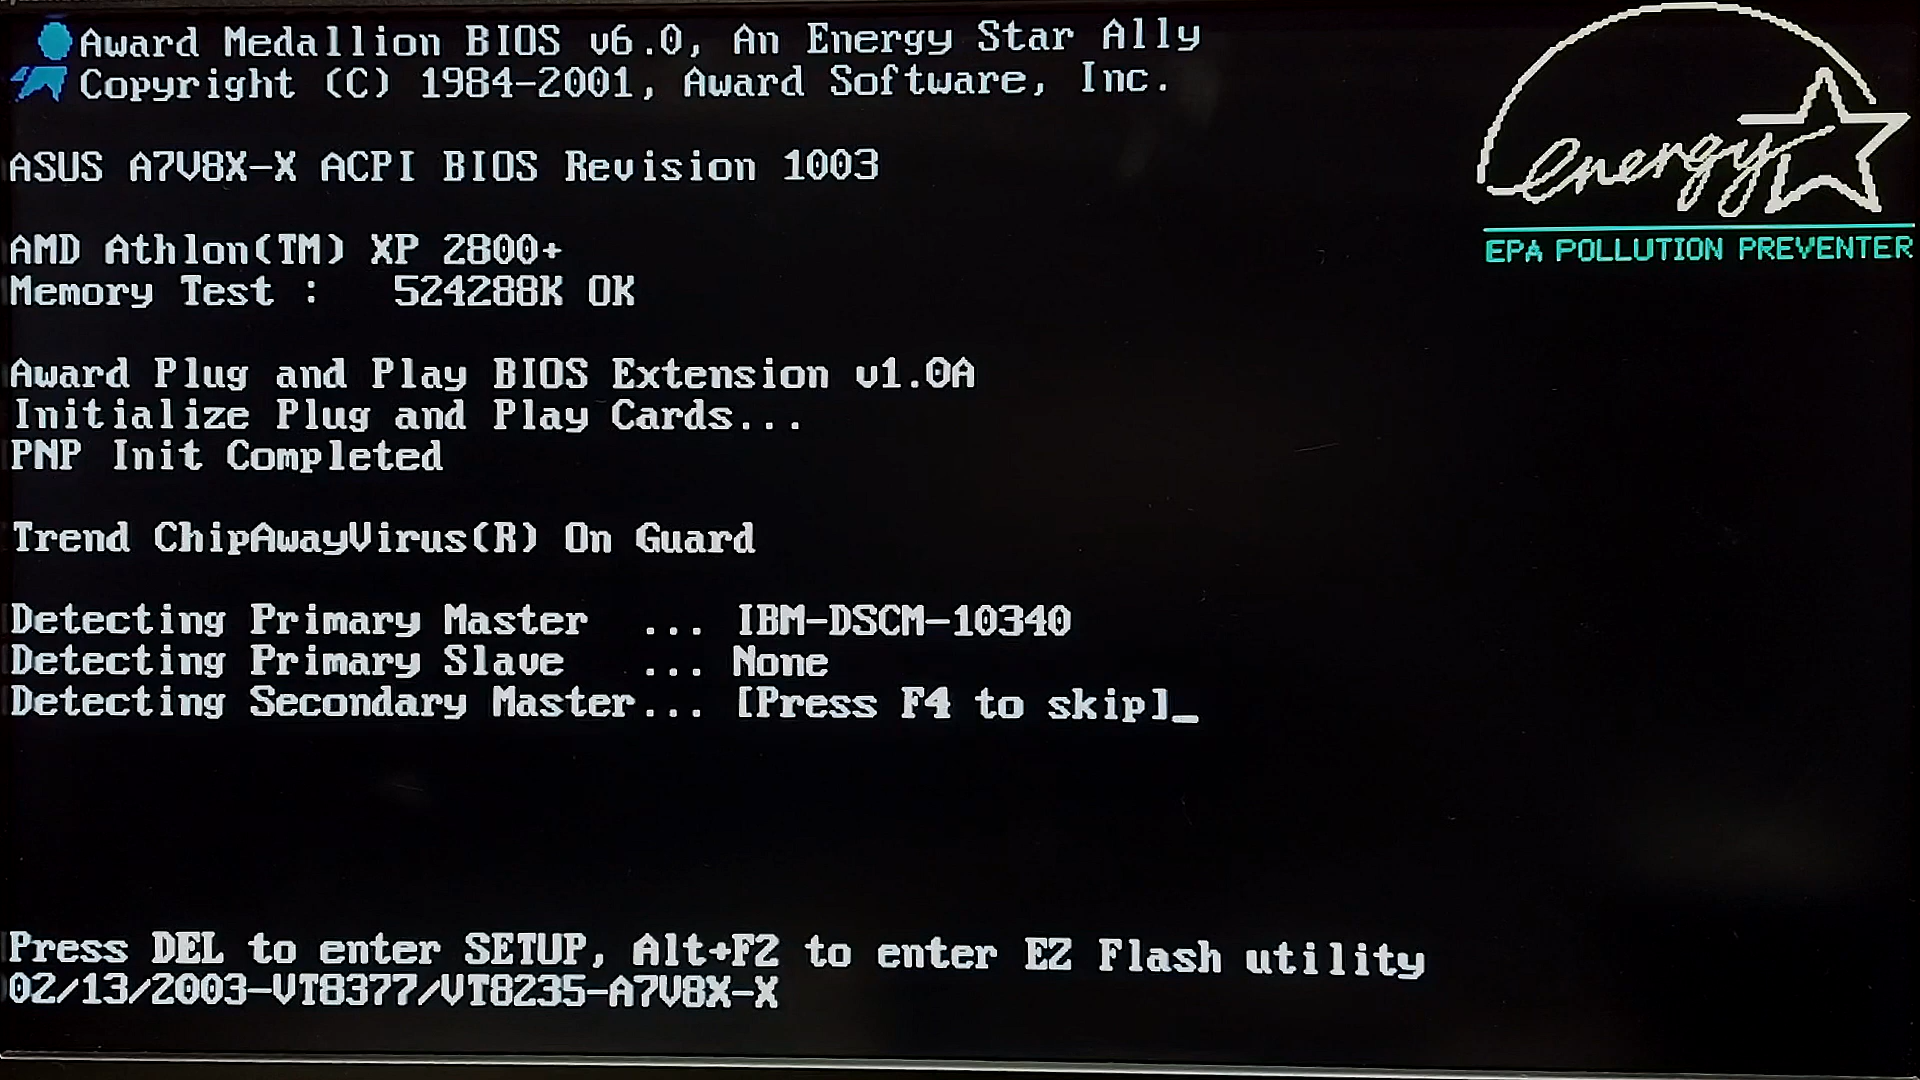 Award Medallion BIOS v6.0, An Energy Star Ally
Copyright (C) 1984-2001, Award Software, Inc.
energy
EPA POLLUTION PREVENTER
ASUS A7V8X-X ACPI BIOS Revision 1003
AMD Athlon(TM) XP 2800+
Memory Test :   524288K OK
Award Plug and Play BIOS Extension v1.0A
Initialize Plug and Play Cards...
PNP Init Completed
Trend ChipAwayVirus(R) On Guard
Detecting Primary Master  ... IBM-DSCM-10340
Detecting Primary Slave   ... None
Detecting Secondary Master... [Press F4 to skip]_
Press DEL to enter SETUP, Alt+F2 to enter EZ Flash utility
02/13/2003-VT8377/VT8235-A7V8X-X